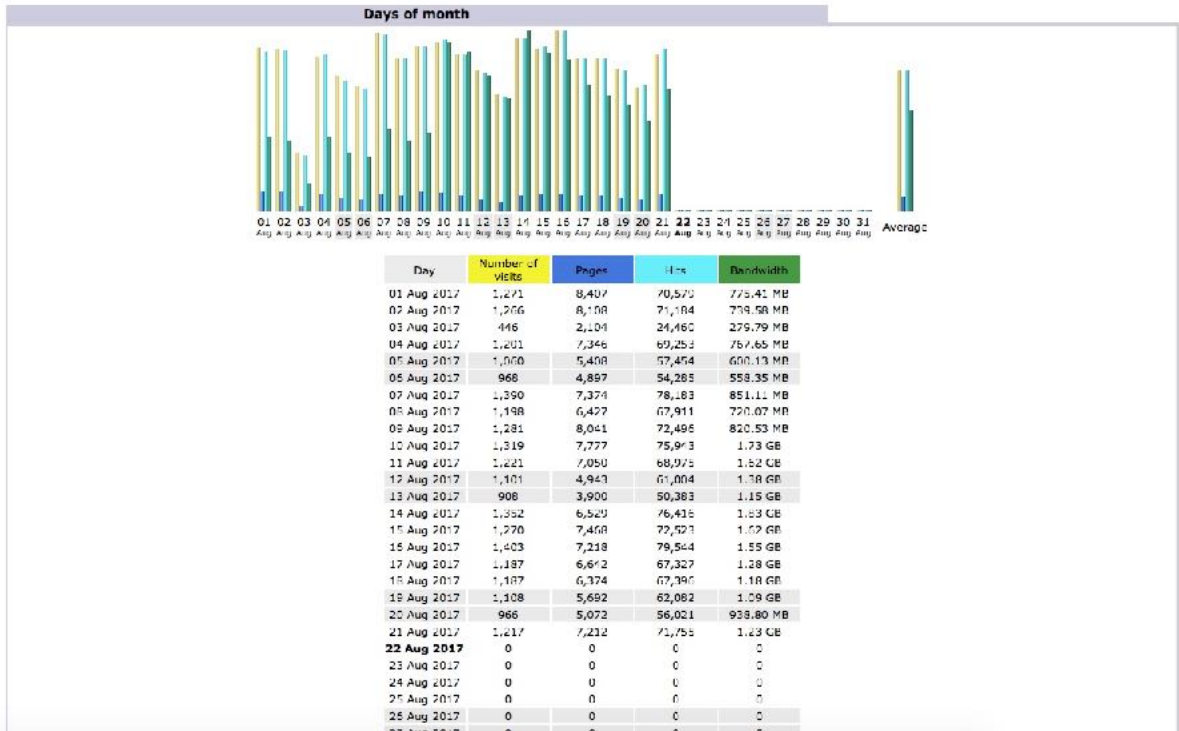 Days of month
01 02 03 04 05 06 07 08 09 10 11 12 13 14 15 16 17 18 19 20 21 22 23 24 25 26 27 28 29 30 31
Aug Aug Aug Aug Aug Aug Aug Aug Aug Aug Aug Aug Aug Aug Aug Aug Aug Aug Aug Aug Aug Aug Aug Aug Aug Aug Aug Aug Aug Aug Aug Average
Day Number of visits Pages Hits Bandwidth
01 Aug 2017 1,271 8,407 70,579 775.41 MB
02 Aug 2017 1,266 8,108 71,184 739.58 MB
03 Aug 2017 446 2,104 24,460 279.79 MB
04 Aug 2017 1,201 7,346 69,253 767.65 MB
05 Aug 2017 1,060 5,408 57,454 600.13 MB
06 Aug 2017 968 4,897 54,285 558.35 MB
07 Aug 2017 1,390 7,374 78,183 851.11 MB
08 Aug 2017 1,198 6,427 67,911 720.07 MB
09 Aug 2017 1,281 8,041 72,496 820.53 MB
10 Aug 2017 1,319 7,777 75,943 1.73 GB
11 Aug 2017 1,221 7,050 68,975 1.62 GB
12 Aug 2017 1,101 4,943 61,004 1.38 GB
13 Aug 2017 908 3,900 50,383 1.15 GB
14 Aug 2017 1,352 6,529 76,416 1.83 GB
15 Aug 2017 1,270 7,468 72,523 1.62 GB
16 Aug 2017 1,403 7,218 79,544 1.55 GB
17 Aug 2017 1,187 6,642 67,327 1.28 GB
18 Aug 2017 1,187 6,374 67,396 1.18 GB
19 Aug 2017 1,108 5,692 62,082 1.09 GB
20 Aug 2017 966 5,072 56,021 938.80 MB
21 Aug 2017 1,217 7,212 71,755 1.23 GB
22 Aug 2017 0 0 0 0
23 Aug 2017 0 0 0 0
24 Aug 2017 0 0 0 0
25 Aug 2017 0 0 0 0
26 Aug 2017 0 0 0 0